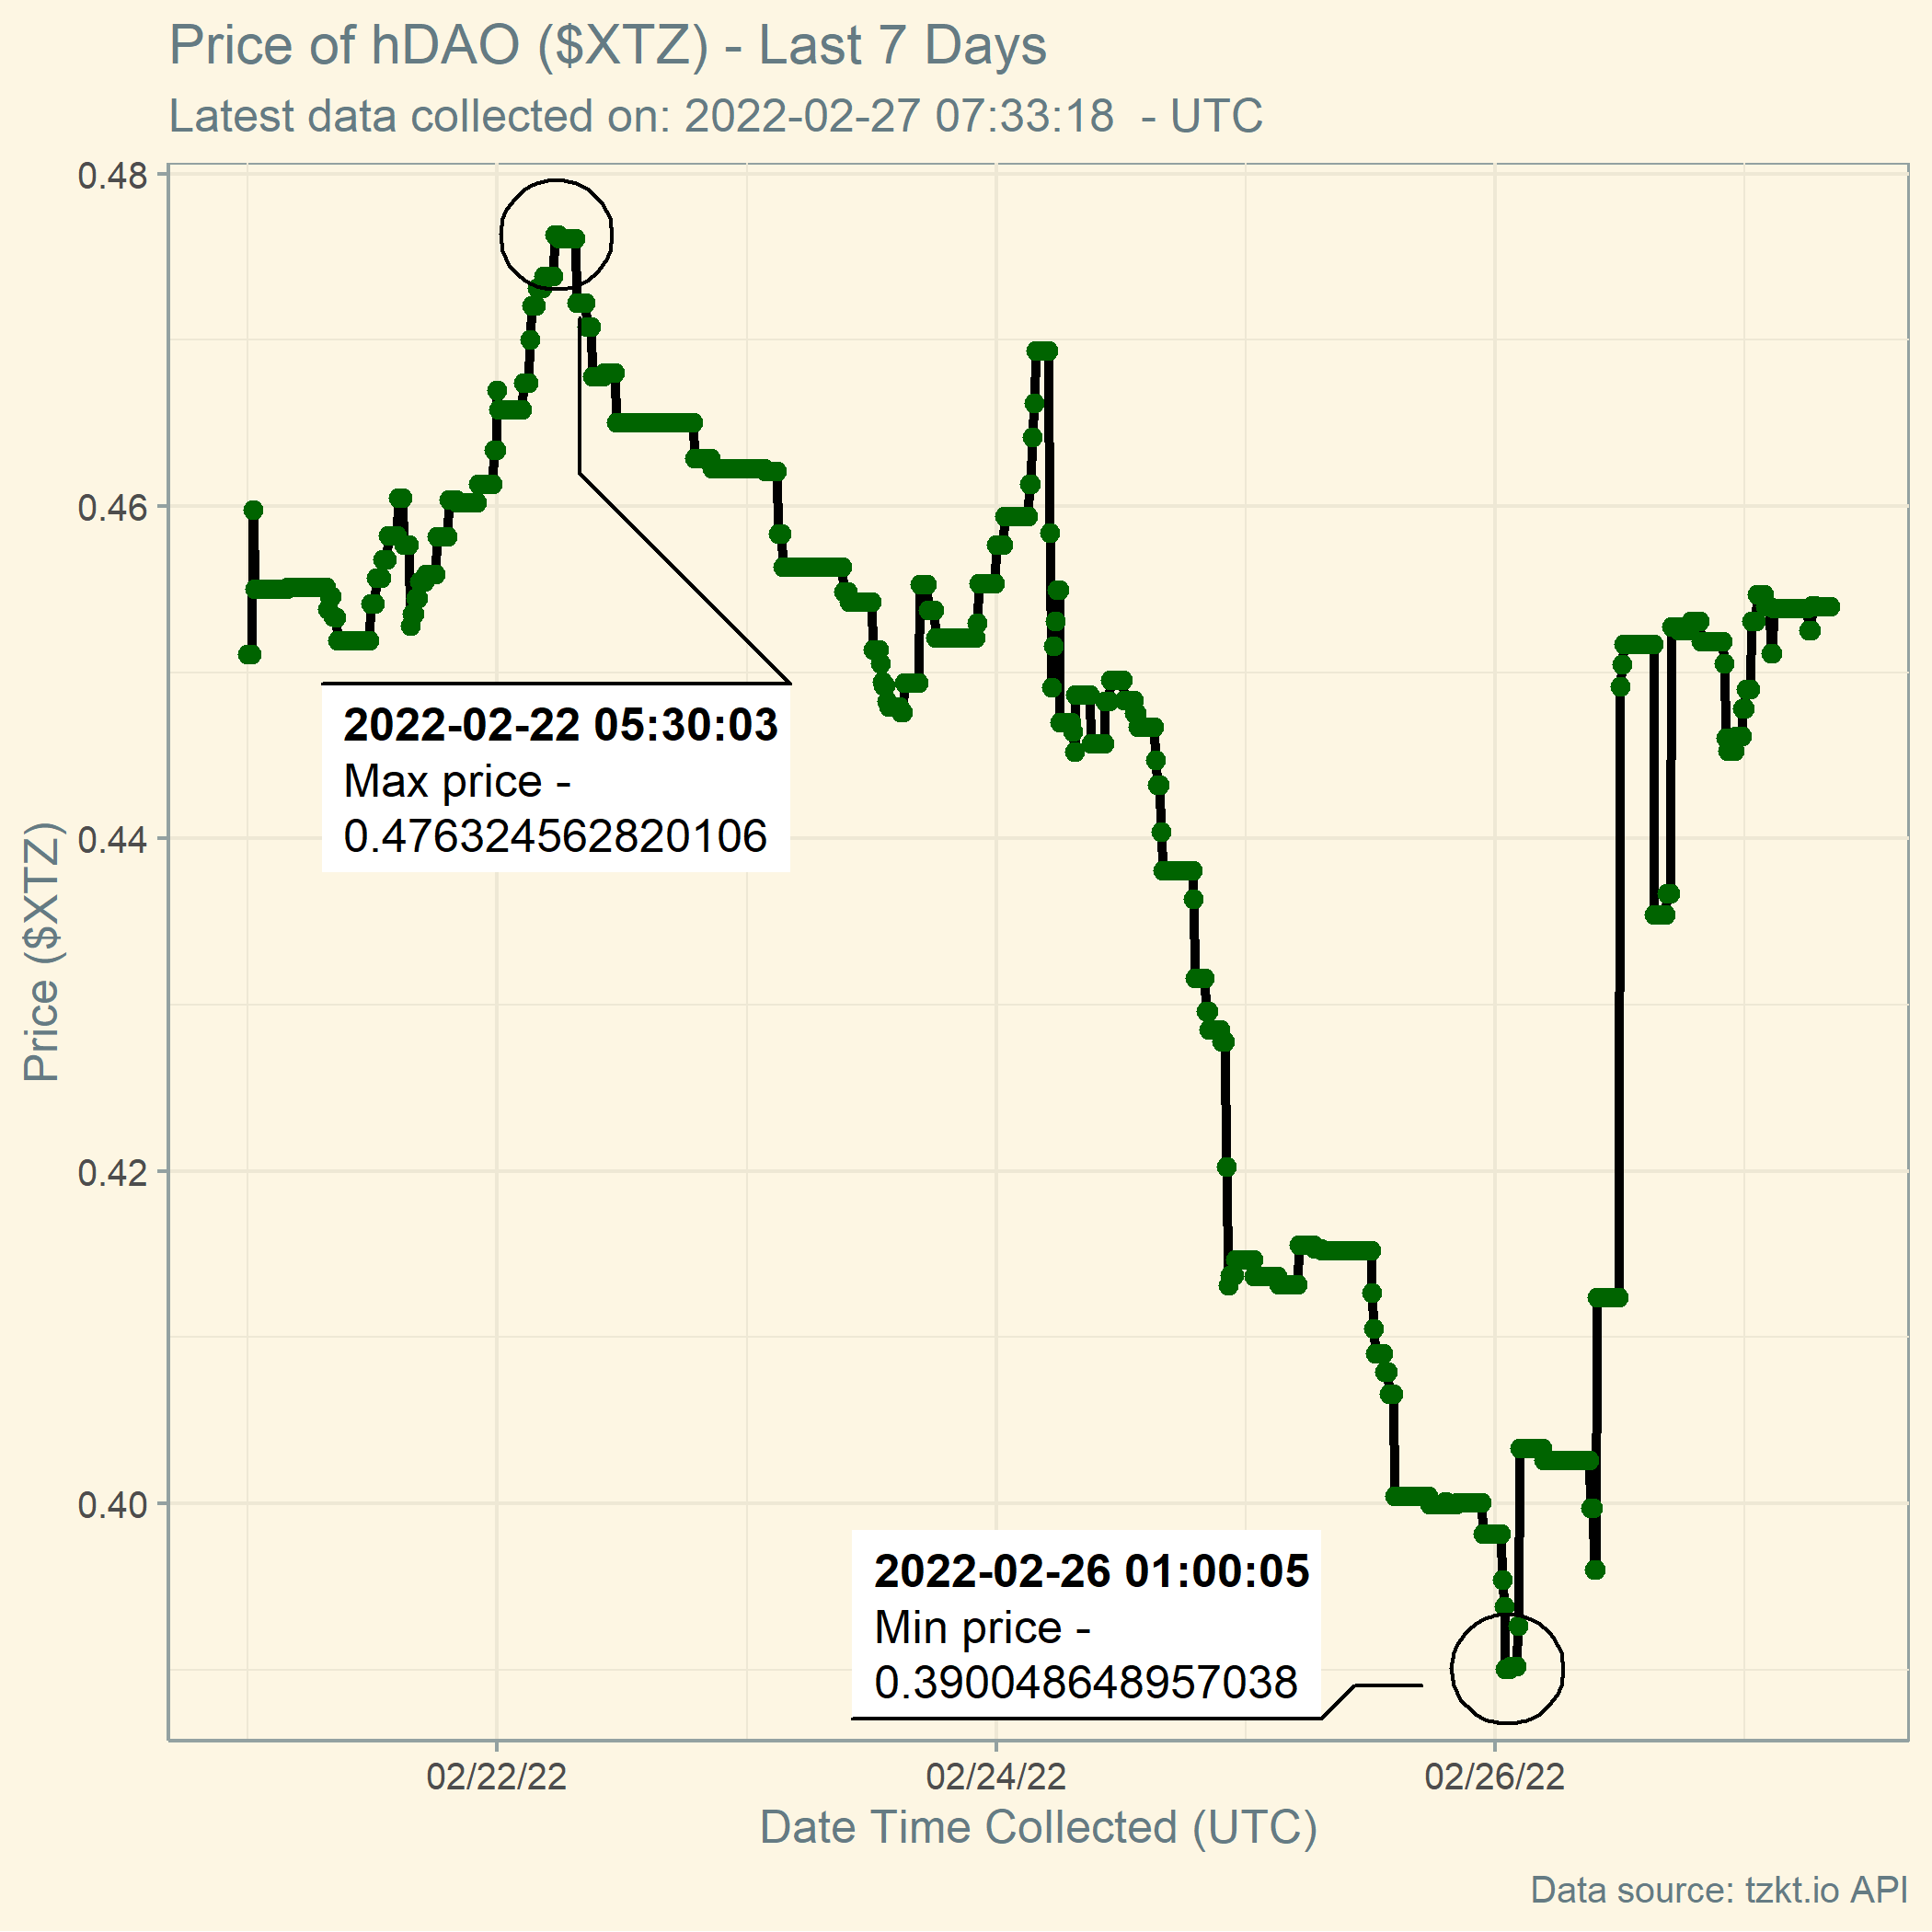 Price of hDAO ($XTZ) - Last 7 Days
Latest data collected on: 2022-02-27 07:33:18  - UTC
Price ($XTZ)
0.48
0.46
0.44
0.42
0.40
2022-02-22 05:30:03
Max price -
0.476324562820106
2022-02-26 01:00:05
Min price -
0.390048648957038
02/22/22
02/24/22
02/26/22
Date Time Collected (UTC)
Data source: tzkt.io API